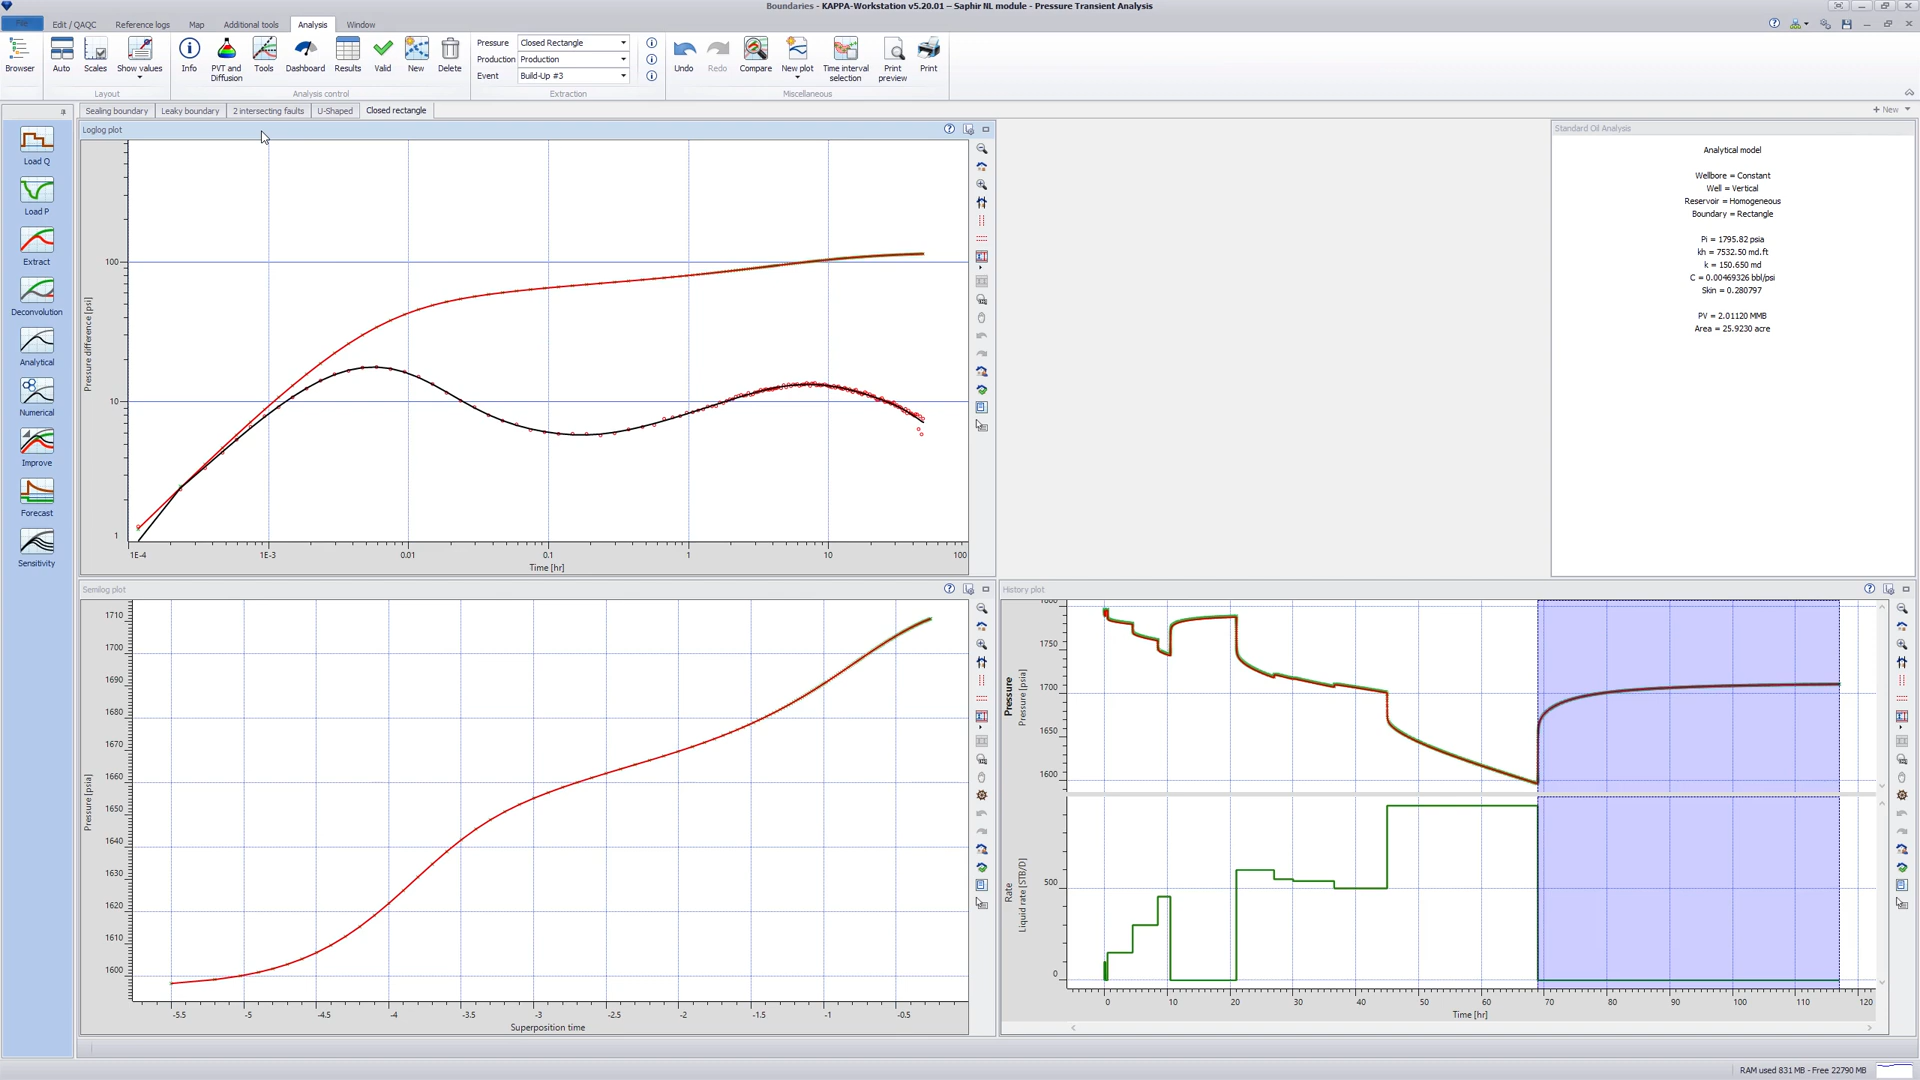 Boundaries - KAPPA-Workstation v5.20.01 -- Saphir NL module - Pressure Transient Analysis
File
Edit / QAQC
Reference logs
Map
Additional tools
Analysis
Window
Browser
Auto
Scales
Show values
Layout
Info
PVT and Diffusion
Tools
Dashboard
Results
Valid
New
Delete
Analysis control
Pressure Closed Rectangle
Production Production
Event Build-Up #3
Extraction
Undo
Redo
Compare
New plot
Time interval selection
Print preview
Print
Miscellaneous
Sealing boundary
Leaky boundary
2 intersecting faults
U-Shaped
Closed rectangle
+ New
Load Q
Load P
Extract
Deconvolution
Analytical
Numerical
Improve
Forecast
Sensitivity
Loglog plot
100
10
1
Pressure difference [psi]
1E-4 1E-3 0.01 0.1 1 10 100
Time [hr]
Standard Oil Analysis
Analytical model
Wellbore = Constant
Well = Vertical
Reservoir = Homogeneous
Boundary = Rectangle
Pi = 1795.82 psia
kh = 7532.50 md.ft
k = 150.650 md
C = 0.00469326 bbl/psi
Skin = 0.280797
PV = 2.01120 MMB
Area = 25.9230 acre
Semilog plot
1710
1700
1690
1680
1670
1660
1650
1640
1630
1620
1610
1600
Pressure [psia]
-5.5 -5 -4.5 -4 -3.5 -3 -2.5 -2 -1.5 -1 -0.5
Superposition time
History plot
1800
1750
1700
1650
1600
Pressure
Pressure [psia]
500
0
Rate
Liquid rate [STB/D]
0 10 20 30 40 50 60 70 80 90 100 110 120
Time [hr]
RAM used 831 MB - Free 22790 MB